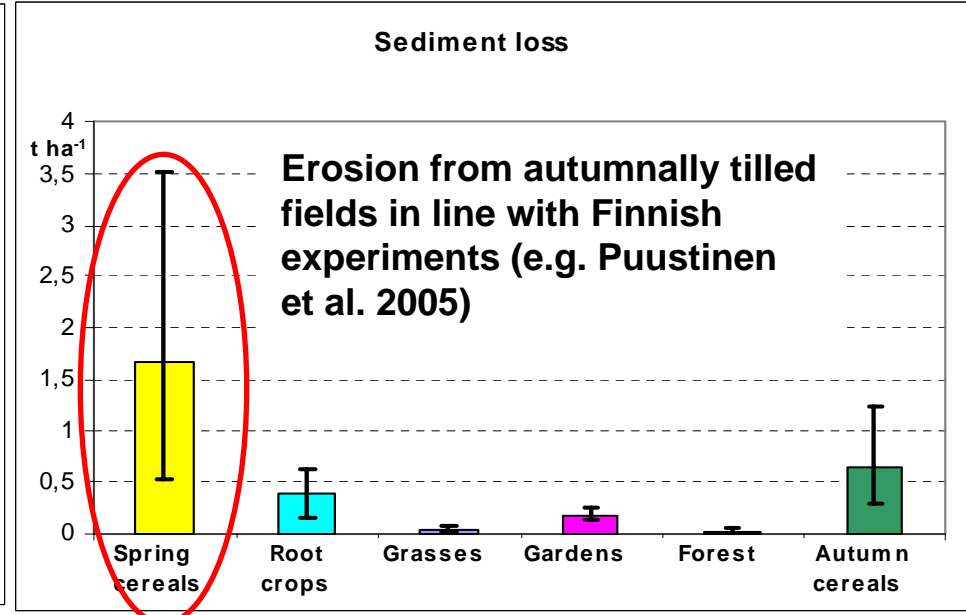 Sediment loss
4
t ha-1
3,5
3
2,5
2
1,5
1
0,5
0
Erosion from autumnally tilled
fields in line with Finnish
experiments (e.g. Puustinen
et al. 2005)
Spring
cereals
Root
crops
Grasses
Gardens
Forest
Autumn
cereals